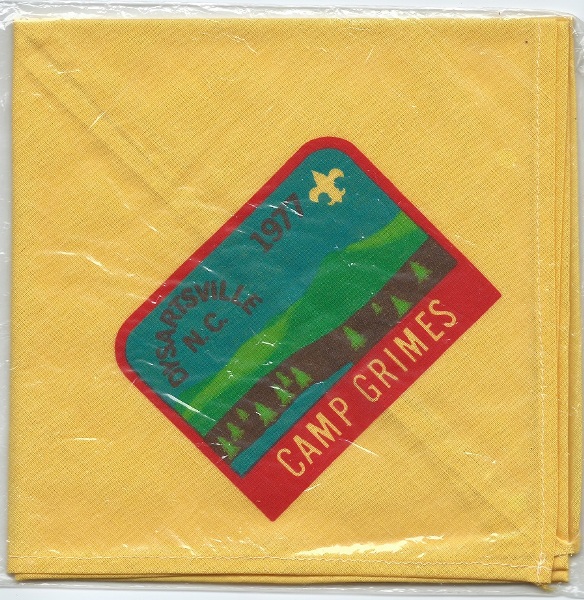 DYSARTSVILLE
N.C.
1977
CAMP GRIMES